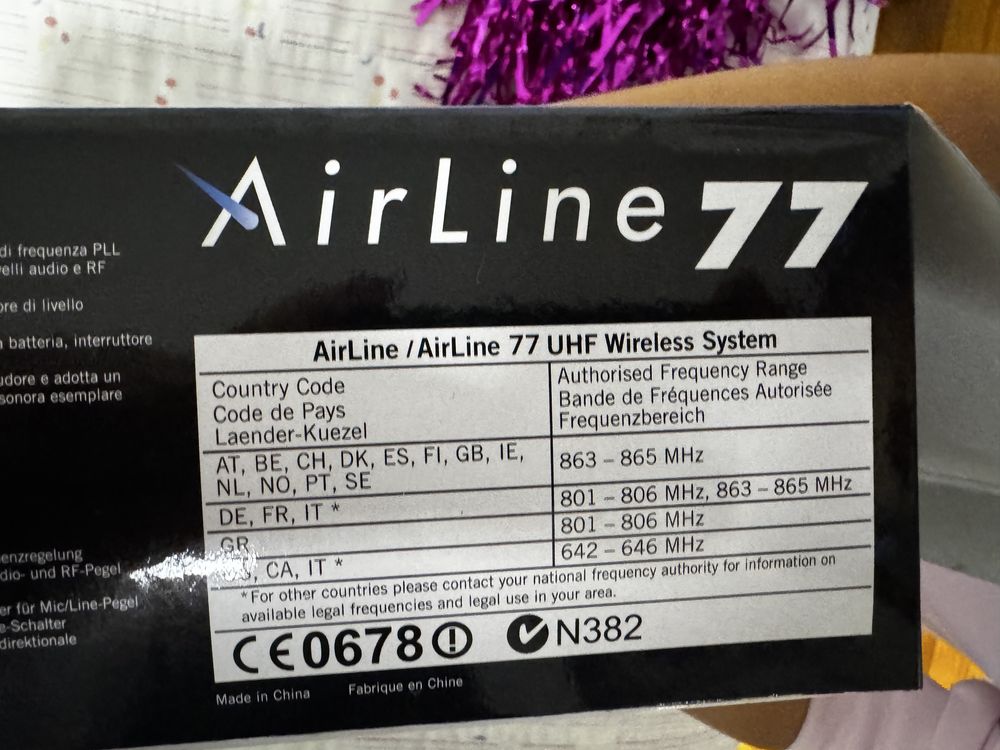 AirLine 77
di frequenza PLL
velli audio e RF
ore di livello
batteria, interruttore
adotta un
sonora esemplare
enzregelung
dio- und RF-Pegel
er für Mic/Line-Pegel
e-Schalter
direktionale
AirLine / AirLine 77 UHF Wireless System
Country Code
Code de Pays
Laender-Kuezel
Authorised Frequency Range
Bande de Fréquences Autorisée
Frequenzbereich
AT, BE, CH, DK, ES, FI, GB, IE,
NL, NO, PT, SE
863 – 865 MHz
DE, FR, IT *
801 – 806 MHz, 863 – 865 MHz
GR
801 – 806 MHz
CA, IT *
642 – 646 MHz
* For other countries please contact your national frequency authority for information on
available legal frequencies and legal use in your area.
CE0678
N382
Made in China
Fabrique en Chine